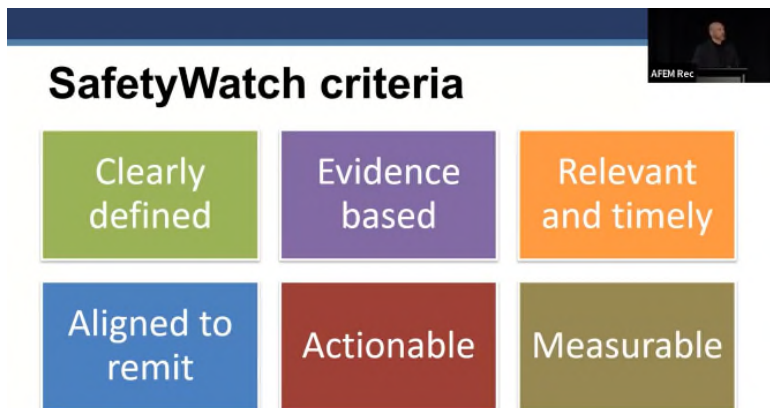 AFEM Rec
SafetyWatch criteria
Clearly
defined
Evidence
based
Relevant
and timely
Aligned to
remit
Actionable
Measurable